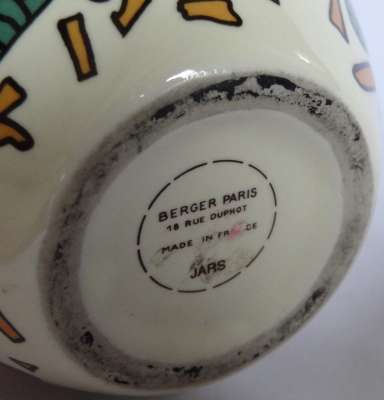 BERGER PARIS
18 RUE DUPHOT
MADE IN FRANCE
JARS